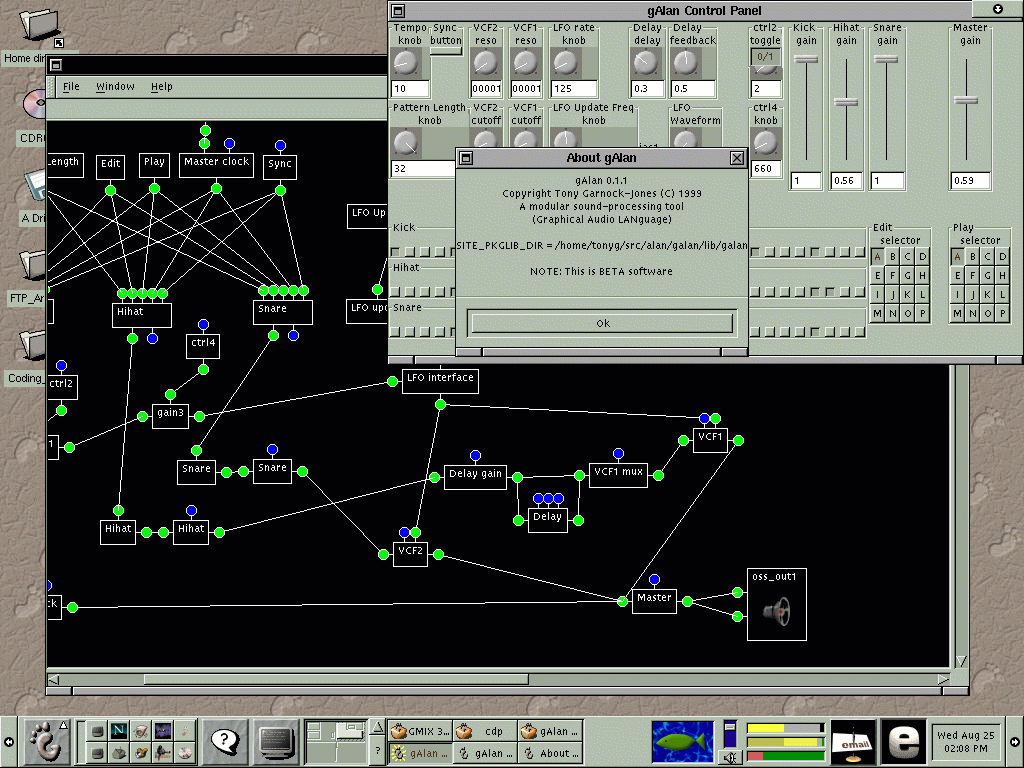 gAlan Control Panel
Tempo knob
Sync button
VCF2 reso
VCF1 reso
LFO rate knob
Delay delay
Delay feedback
ctrl2 toggle
Kick gain
Hihat gain
Snare gain
Master gain
0/1
10
00001
00001
125
0.3
0.5
2
Pattern Length knob
VCF2 cutoff
VCF1 cutoff
LFO Update Freq knob
LFO Waveform
ctrl4 knob
32
660
1
0.56
1
0.59
Kick
Hihat
Snare
Edit selector
A B C D
E F G H
I J K L
M N O P
Play selector
A B C D
E F G H
I J K L
M N O P
About gAlan
gAlan 0.1.1
Copyright Tony Garnock-Jones (C) 1999
A modular sound-processing tool
(Graphical Audio LANguage)
SITE_PKGLIB_DIR = /home/tonyg/src/alan/galan/lib/galan
NOTE: This is BETA software
Ok
Home dir
CDR
A Dri
FTP_Ar
Coding_
File Window Help
Length
Edit
Play
Master clock
Sync
LFO Up
Hihat
Snare
LFO upd
ctrl4
ctrl2
LFO interface
gain3
1
VCF1
Snare
Snare
Delay gain
VCF1 mux
Delay
Hihat
Hihat
VCF2
oss_out1
ck
Master
?
?
GMIX 3...
cdp
gAlan ...
gAlan ...
gAlan ...
About ...
email
e
Wed Aug 25
02:08 PM